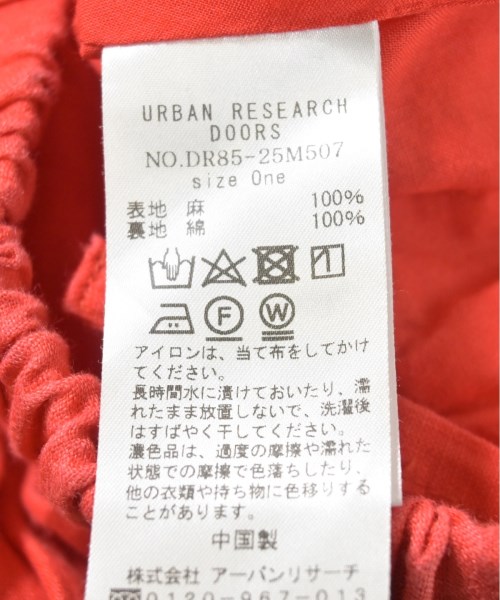 URBAN RESEARCH
DOORS
NO.DR85-25M507
size One
表地 麻 100%
裏地 綿 100%
F W
アイロンは、当て布をしてかけ
てください。
長時間水に漬けておいたり、濡
れたまま放置しないで、洗濯後
はすばやく干してください。
濃色品は、過度の摩擦や濡れた
状態での摩擦で色落ちしたり、
他の衣類や持ち物に色移りする
ことがあります。
中国製
株式会社 アーバンリサーチ
0120-967-013